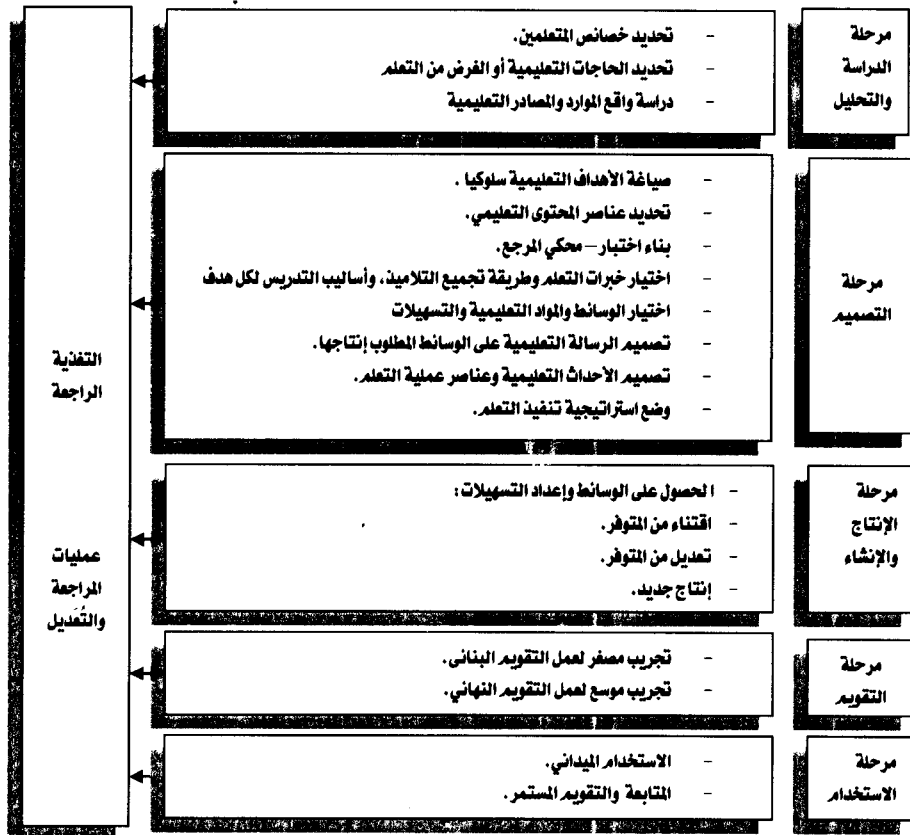 مرحلة
الدراسة
والتحليل
- تحديد خصائص المتعلمين.
- تحديد الحاجات التعليمية أو الغرض من التعلم
- دراسة واقع الموارد والمصادر التعليمية
مرحلة
التصميم
- صياغة الأهداف التعليمية سلوكيا .
- تحديد عناصر المحتوى التعليمي.
- بناء اختبار – محكي المرجع.
- اختيار خبرات التعلم وطريقة تجميع التلاميذ، وأساليب التدريس لكل هدف
- اختيار الوسائط والمواد التعليمية والتسهيلات
- تصميم الرسالة التعليمية على الوسائط المطلوب إنتاجها.
- تصميم الأحداث التعليمية وعناصر عملية التعلم.
- وضع استراتيجية تنفيذ التعلم.
مرحلة
الإنتاج
والإنشاء
- الحصول على الوسائط وإعداد التسهيلات :
- اقتناء من المتوفر.
- تعديل من المتوفر.
- إنتاج جديد.
مرحلة
التقويم
- تجريب مصغر لعمل التقويم البنائى.
- تجريب موسع لعمل التقويم النهائي.
مرحلة
الاستخدام
- الاستخدام الميداني.
- المتابعة والتقويم المستمر.
التغذية
الراجعة
عمليات
المراجعة
والتُعديل